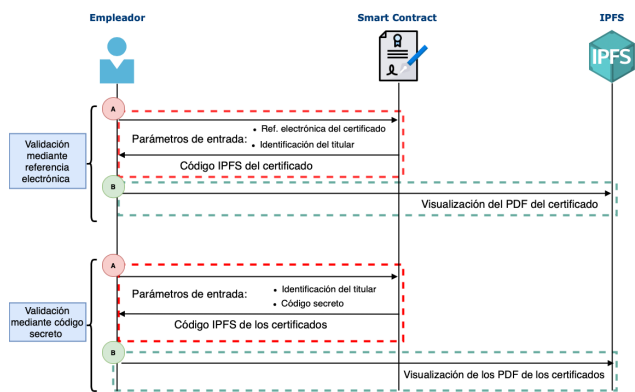 Empleador
Smart Contract
IPFS
IPFS
A
Validación
mediante
referencia
electrónica
Parámetros de entrada:
• Ref. electrónica del certificado
• Identificación del titular
Código IPFS del certificado
B
Visualización del PDF del certificado
A
Validación
mediante código
secreto
Parámetros de entrada:
• Identificación del titular
• Código secreto
Código IPFS de los certificados
B
Visualización de los PDF de los certificados